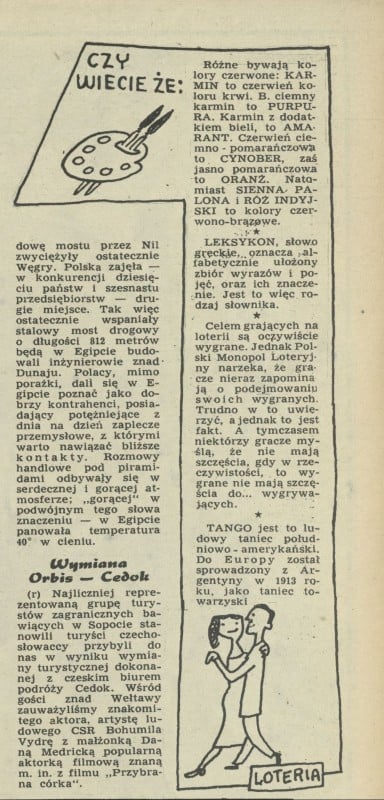 CZY
WIECIE ŻE:
Różne bywają ko-
lory czerwone: KAR-
MIN to czerwień ko-
loru krwi. B. ciemny
karmin to PURPU-
RA. Karmin z dodat-
kiem bieli, to AMA-
RANT. Czerwień cie-
mno - pomarańczowa
to CYNOBER, zaś
jasno pomarańczowa
to ORANŻ. Nato-
miast SIENNA PA-
LONA i RÓŻ INDYJ-
SKI to kolory czer-
wono-brązowe.
★
LEKSYKON, słowo
greckie, oznacza al-
fabetycznie ułożony
zbiór wyrazów i po-
jęć, oraz ich znacze-
nie. Jest to więc ro-
dzaj słownika.
★
Celem grających na
loterii są oczywiście
wygrane. Jednak Pol-
ski Monopol Loteryj-
ny narzeka, że gra-
cze nieraz zapomina
ją o podejmowaniu
swoich wygranych.
Trudno w to uwie-
rzyć, a jednak to jest
fakt. A tymczasem
niektórzy gracze my-
ślą, że nie mają
szczęścia, gdy w rze-
czywistości, to wy-
grane nie mają szczę-
ścia do... wygrywa-
jących.
★
TANGO jest to lu-
dowy taniec połud-
niowo - amerykański.
Do Europy został
sprowadzony z Ar-
gentyny w 1913 ro-
ku, jako taniec to-
warzyski
LOTERIA
dowę mostu przez Nil
zwyciężyły ostatecznie
Węgry. Polska zajęła —
w konkurencji dziesię-
ciu państw i szesnastu
przedsiębiorstw — dru-
gie miejsce. Tak więc
ostatecznie wspaniały
stalowy most drogowy
o długości 812 metrów
będą w Egipcie budo-
wali inżynierowie znad
Dunaju. Polacy, mimo
porażki, dali się w E-
gipcie poznać jako do-
brzy kontrahenci, posia-
dający potężniejące z
dnia na dzień zaplecze
przemysłowe, z którymi
warto nawiązać bliższe
kontakty. Rozmowy
handlowe pod pirami-
dami odbywały się w
serdecznej i gorącej at-
mosferze; „gorącej" w
podwójnym tego słowa
znaczeniu — w Egipcie
panowała temperatura
40° w cieniu.
Wymiana
Orbis — Cedok
(r) Najliczniej repre-
zentowaną grupę tury-
stów zagranicznych ba-
wiących w Sopocie sta-
nowili turyści czecho-
słowaccy przybyli do
nas w wyniku wymia-
ny turystycznej dokona-
nej z czeskim biurem
podróży Cedok. Wśród
gości znad Wełtawy
zauważyliśmy znakomi-
tego aktora, artystę lu-
dowego CSR Bohumila
Vydrę z małżonką Da-
ną Medricką popularną
aktorką filmową znaną
m. in. z filmu „Przybra-
na córka".